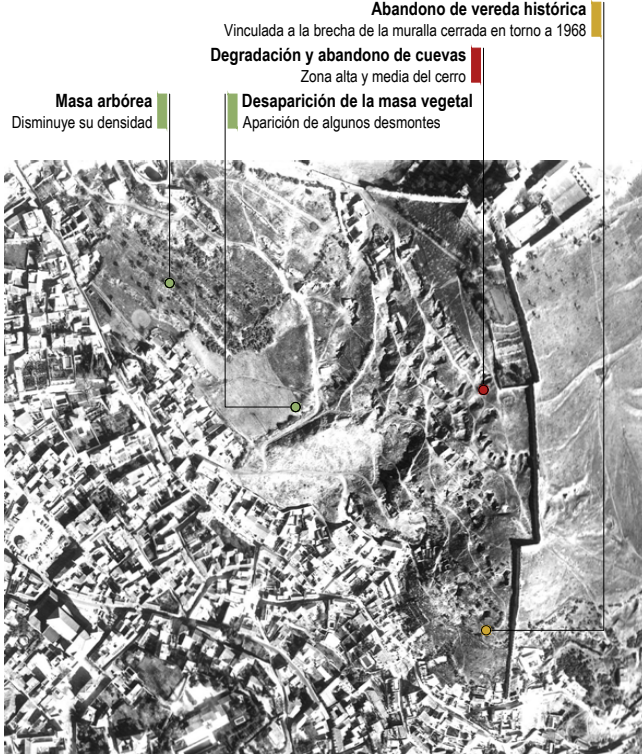 Abandono de vereda histórica
Vinculada a la brecha de la muralla cerrada en torno a 1968
Degradación y abandono de cuevas
Zona alta y media del cerro
Masa arbórea
Disminuye su densidad
Desaparición de la masa vegetal
Aparición de algunos desmontes